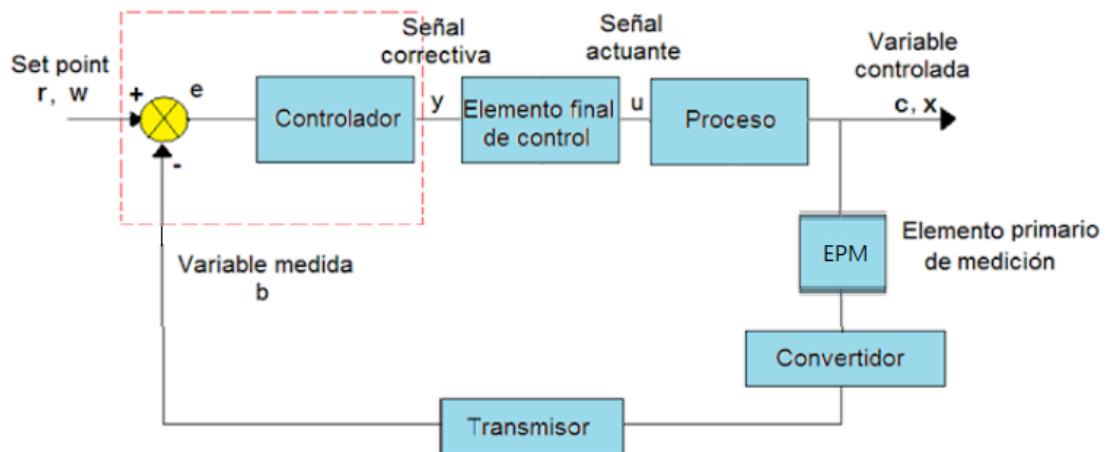 Set point
r, w
+
e
-
Controlador
Señal
correctiva
y
Elemento final
de control
Señal
actuante
u
Proceso
Variable
controlada
c, x
EPM
Elemento primario
de medición
Convertidor
Transmisor
Variable medida
b